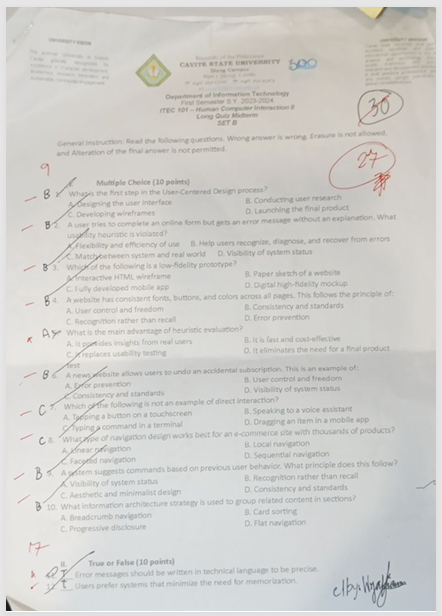 UNIVERSITY VISION
Republic of the Philippines
CAVITE STATE UNIVERSITY
Silang Campus
Department of Information Technology
First Semester S.Y. 2023-2024
ITEC 101 - Human Computer Interaction II
Long Quiz Midterm
SET B
30
General Instruction: Read the following questions. Wrong answer is wrong. Erasure is not allowed,
and Alteration of the final answer is not permitted.
27
9
Multiple Choice (10 points)
B 1. What is the first step in the User-Centered Design process?
A. Designing the user interface B. Conducting user research
C. Developing wireframes D. Launching the final product
B 2. A user tries to complete an online form but gets an error message without an explanation. What
usability heuristic is violated?
A. Flexibility and efficiency of use B. Help users recognize, diagnose, and recover from errors
C. Match between system and real world D. Visibility of system status
B 3. Which of the following is a low-fidelity prototype?
A. Interactive HTML wireframe B. Paper sketch of a website
C. Fully developed mobile app D. Digital high-fidelity mockup
B 4. A website has consistent fonts, buttons, and colors across all pages. This follows the principle of:
A. User control and freedom B. Consistency and standards
C. Recognition rather than recall D. Error prevention
A 5. What is the main advantage of heuristic evaluation?
A. It provides insights from real users B. It is fast and cost-effective
C. It replaces usability testing D. It eliminates the need for a final product
test
B 6. A news website allows users to undo an accidental subscription. This is an example of:
A. Error prevention B. User control and freedom
C. Consistency and standards D. Visibility of system status
C 7. Which of the following is not an example of direct interaction?
A. Tapping a button on a touchscreen B. Speaking to a voice assistant
C. Typing a command in a terminal D. Dragging an item in a mobile app
C 8. What type of navigation design works best for an e-commerce site with thousands of products?
A. Linear navigation B. Local navigation
C. Faceted navigation D. Sequential navigation
B 9. A system suggests commands based on previous user behavior. What principle does this follow?
A. Visibility of system status B. Recognition rather than recall
C. Aesthetic and minimalist design D. Consistency and standards
B 10. What information architecture strategy is used to group related content in sections?
A. Breadcrumb navigation B. Card sorting
C. Progressive disclosure D. Flat navigation
17
II. True or False (10 points)
Error messages should be written in technical language to be precise.
Users prefer systems that minimize the need for memorization.